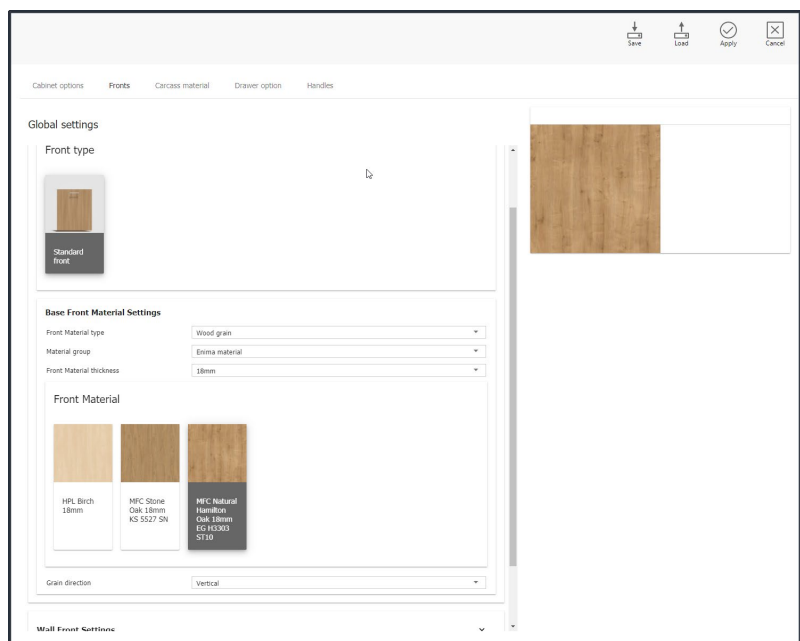 Save Load Apply Cancel
Cabinet options Fronts Carcass material Drawer option Handles
Global settings
Front type
Standard
front
Base Front Material Settings
Front Material type Wood grain
Material group Enima material
Front Material thickness 18mm
Front Material
HPL Birch
18mm
MFC Stone
Oak 18mm
KS 5527 SN
MFC Natural
Hamilton
Oak 18mm
EG H3303
ST10
Grain direction Vertical
Wall Front Settings